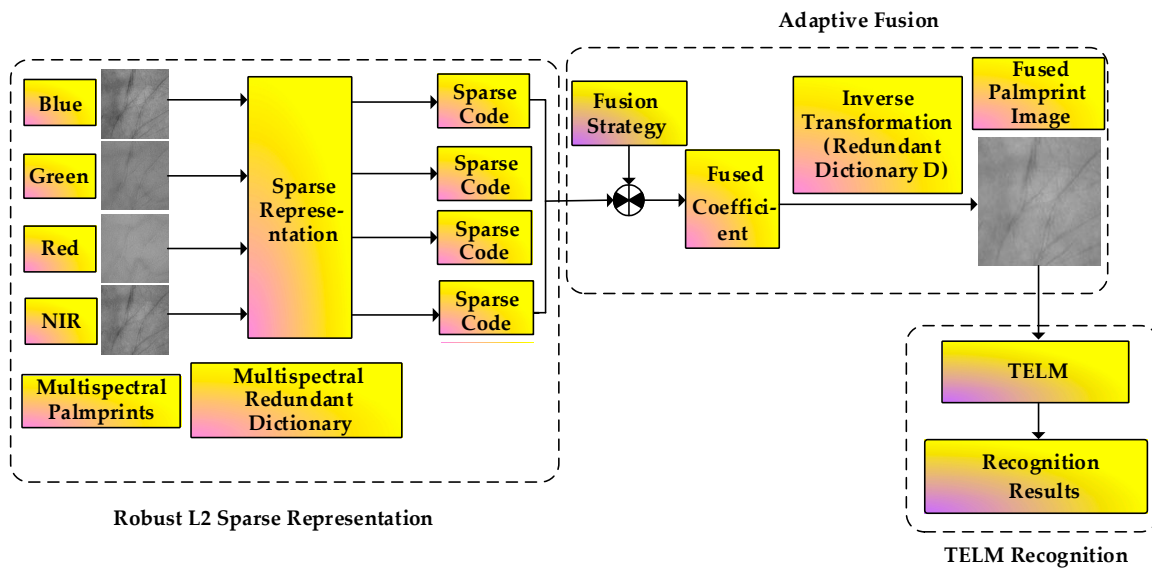 Adaptive Fusion
Blue
Green
Red
NIR
Sparse
Represe-
ntation
Sparse
Code
Sparse
Code
Sparse
Code
Sparse
Code
Multispectral
Palmprints
Multispectral
Redundant
Dictionary
Robust L2 Sparse Representation
Fusion
Strategy
Fused
Coeffici-
ent
Inverse
Transformation
(Redundant
Dictionary D)
Fused
Palmprint
Image
TELM
Recognition
Results
TELM Recognition